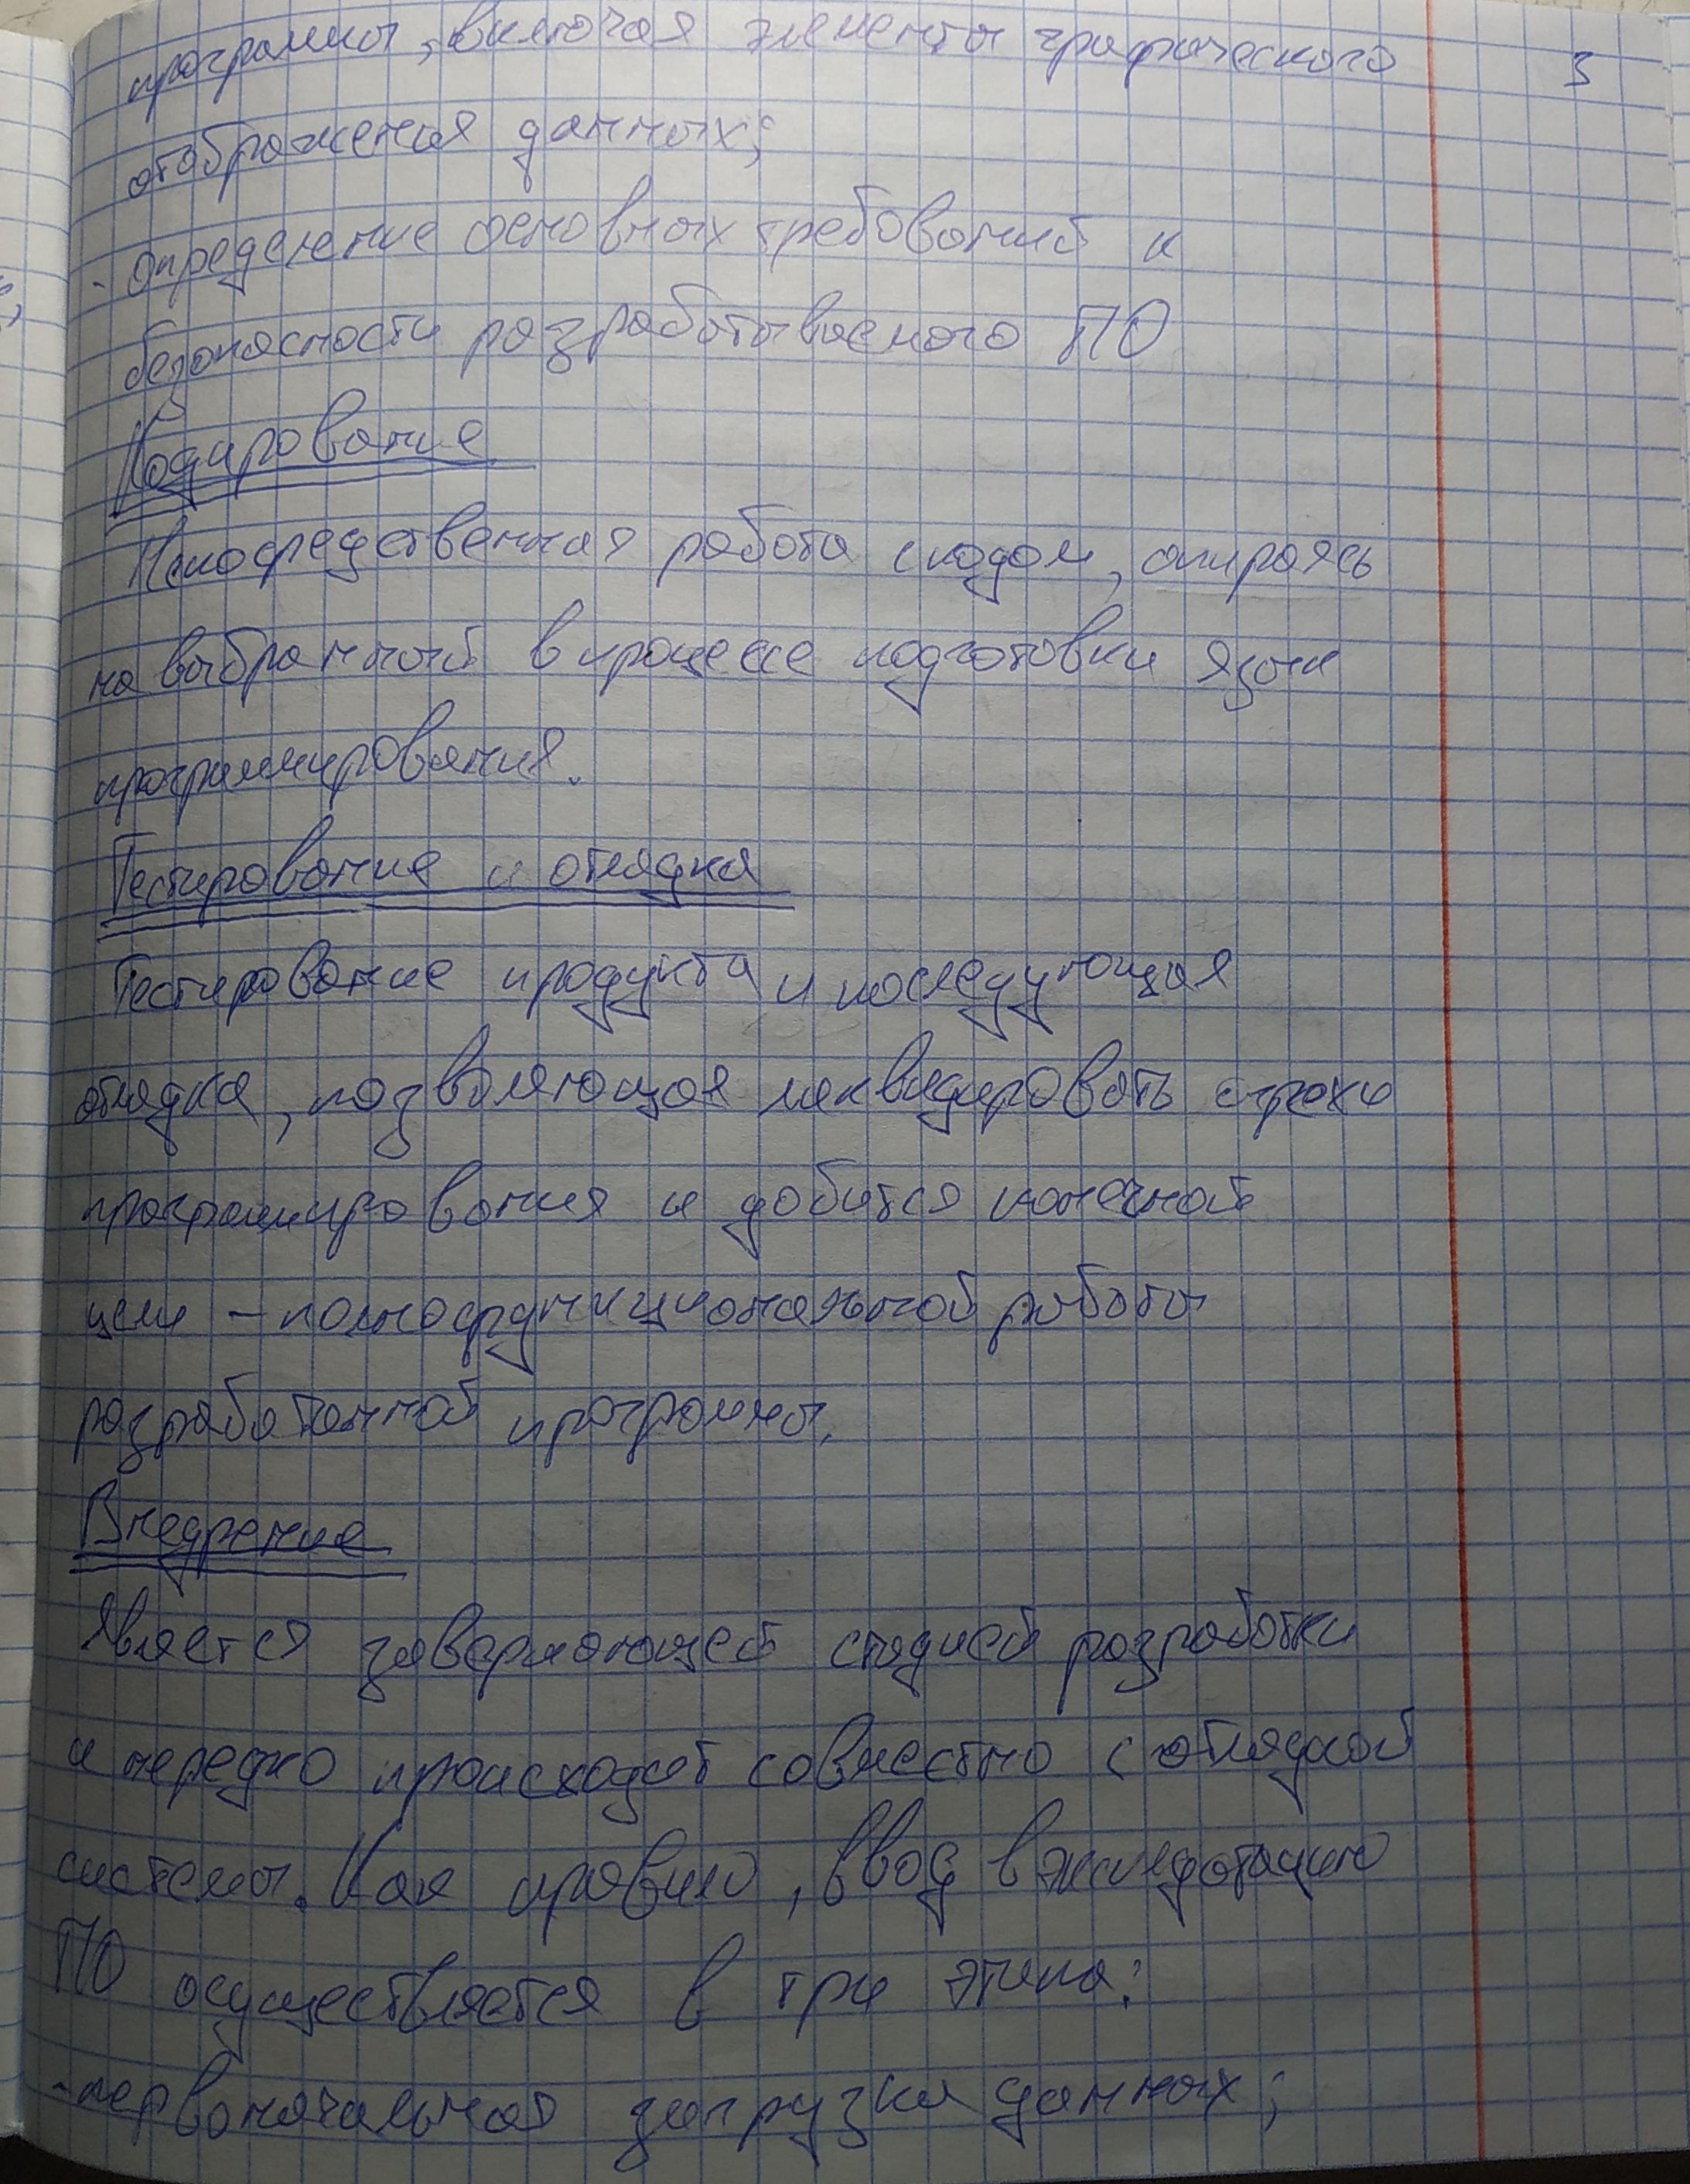 программы, включая элементы графического 3
отображения данных;
- определение основных требований к
безопасности разрабатываемого ПО
Кодирование
Непосредственная работа с кодом, опираясь
на выбранный в процессе подготовки язык
программирования.
Тестирование и отладка
Тестирование продукта и последующая
отладка, позволяющая ликвидировать огрехи
программирования и добится конечной
цели – полнофункциональной работы
разработанной программы.
Внедрение
Является завершающей стадией разработки
и нередко происходит совместно с отладкой
системы. Как правило, ввод в эксплуатацию
ПО осуществляется в три этапа:
- первоначальная загрузка данных;